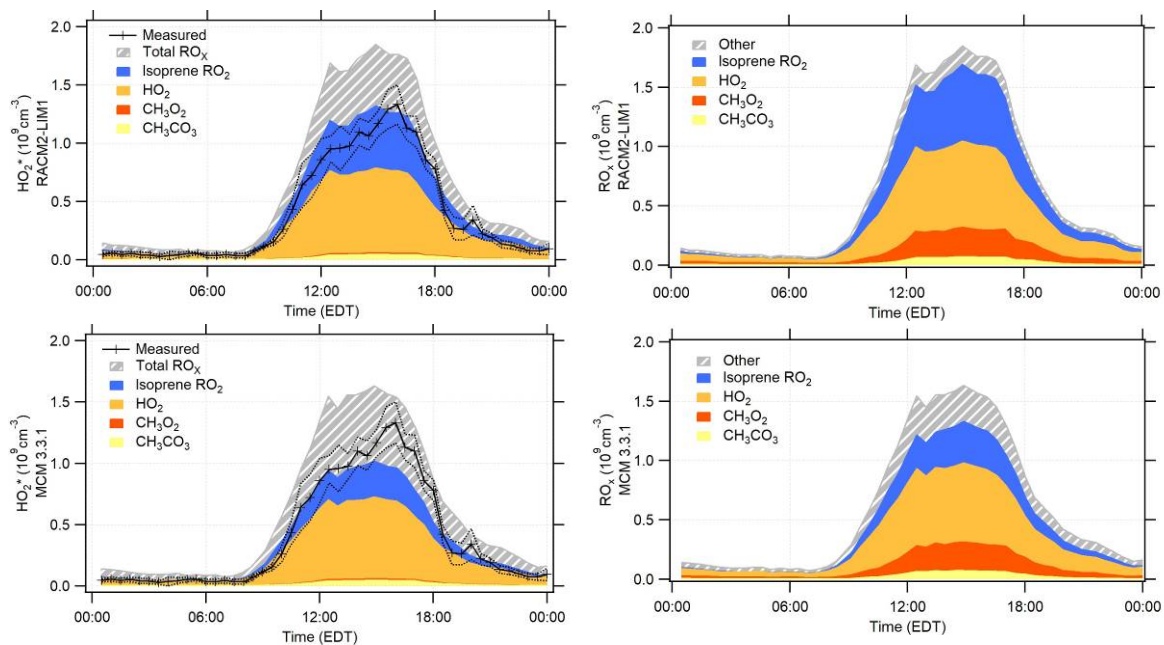 HO2* (10^9 cm^-3)
RACM2-LIM1
2.0
1.5
1.0
0.5
0.0
Measured
Total ROX
Isoprene RO2
HO2
CH3O2
CH3CO3
00:00 06:00 12:00 18:00 00:00
Time (EDT)
ROx (10^9 cm^-3)
RACM2-LIM1
2.0
1.5
1.0
0.5
0.0
Other
Isoprene RO2
HO2
CH3O2
CH3CO3
00:00 06:00 12:00 18:00 00:00
Time (EDT)
HO2* (10^9 cm^-3)
MCM 3.3.1
2.0
1.5
1.0
0.5
0.0
Measured
Total ROX
Isoprene RO2
HO2
CH3O2
CH3CO3
00:00 06:00 12:00 18:00 00:00
Time (EDT)
ROx (10^9 cm^-3)
MCM 3.3.1
2.0
1.5
1.0
0.5
0.0
Other
Isoprene RO2
HO2
CH3O2
CH3CO3
00:00 06:00 12:00 18:00 00:00
Time (EDT)